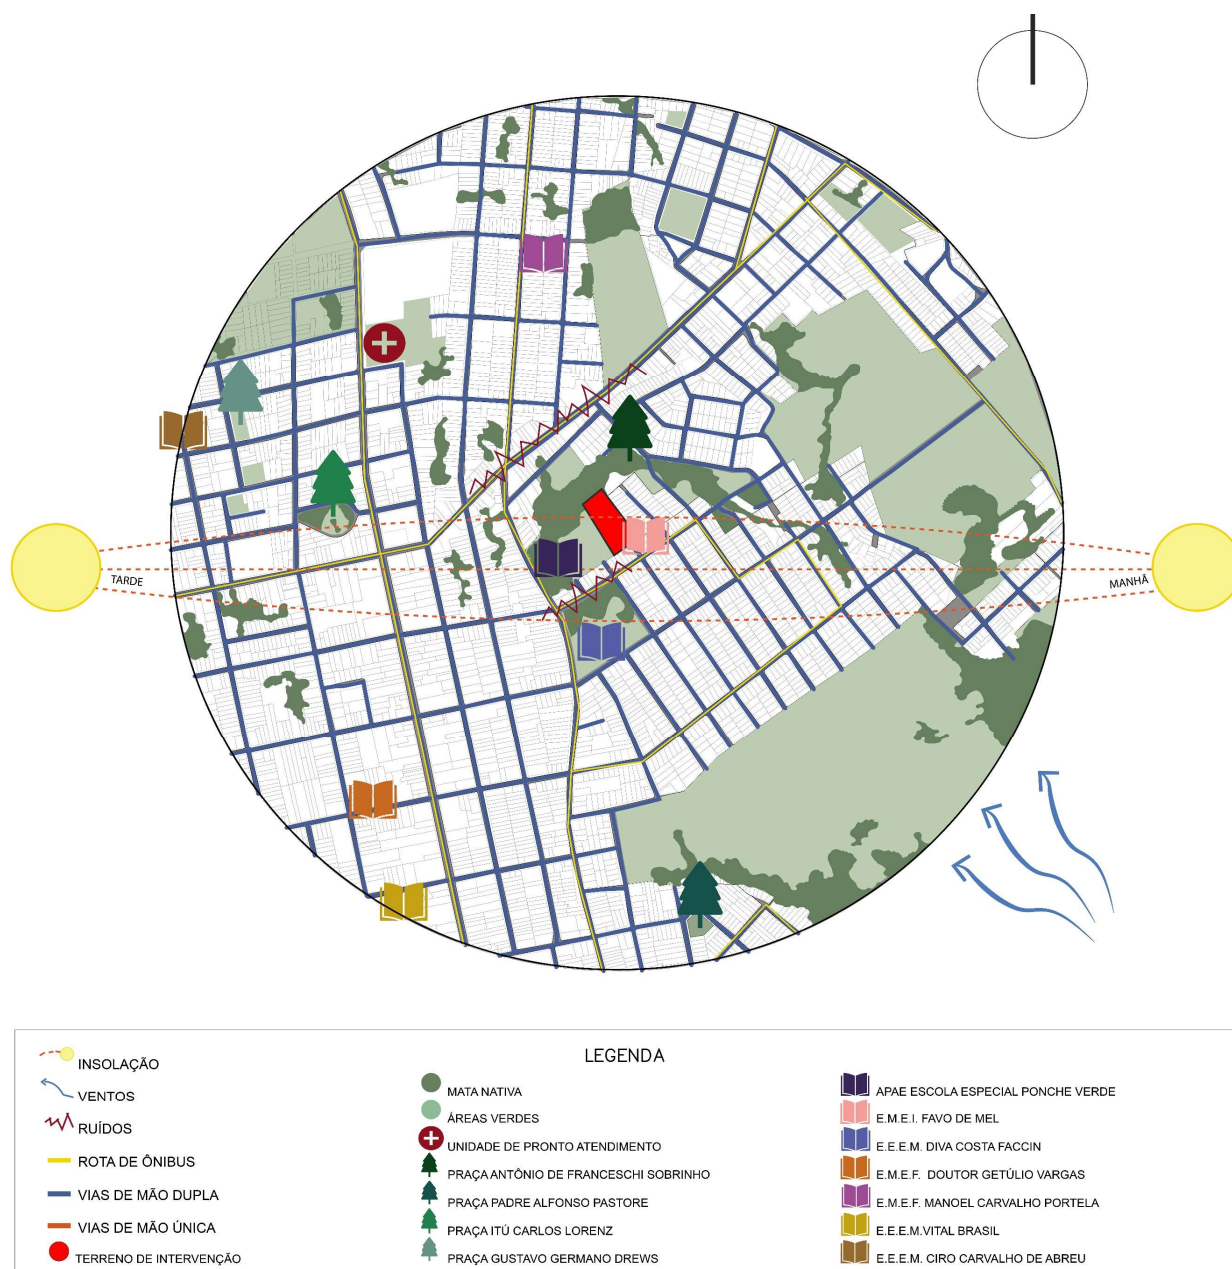 TARDE
MANHÃ
LEGENDA
INSOLAÇÃO
VENTOS
RUÍDOS
ROTA DE ÔNIBUS
VIAS DE MÃO DUPLA
VIAS DE MÃO ÚNICA
TERRENO DE INTERVENÇÃO
MATA NATIVA
ÁREAS VERDES
UNIDADE DE PRONTO ATENDIMENTO
PRAÇA ANTÔNIO DE FRANCESCHI SOBRINHO
PRAÇA PADRE ALFONSO PASTORE
PRAÇA ITÚ CARLOS LORENZ
PRAÇA GUSTAVO GERMANO DREWS
APAE ESCOLA ESPECIAL PONCHE VERDE
E.M.E.I. FAVO DE MEL
E.E.E.M. DIVA COSTA FACCIN
E.M.E.F. DOUTOR GETÚLIO VARGAS
E.M.E.F. MANOEL CARVALHO PORTELA
E.E.E.M.VITAL BRASIL
E.E.E.M. CIRO CARVALHO DE ABREU